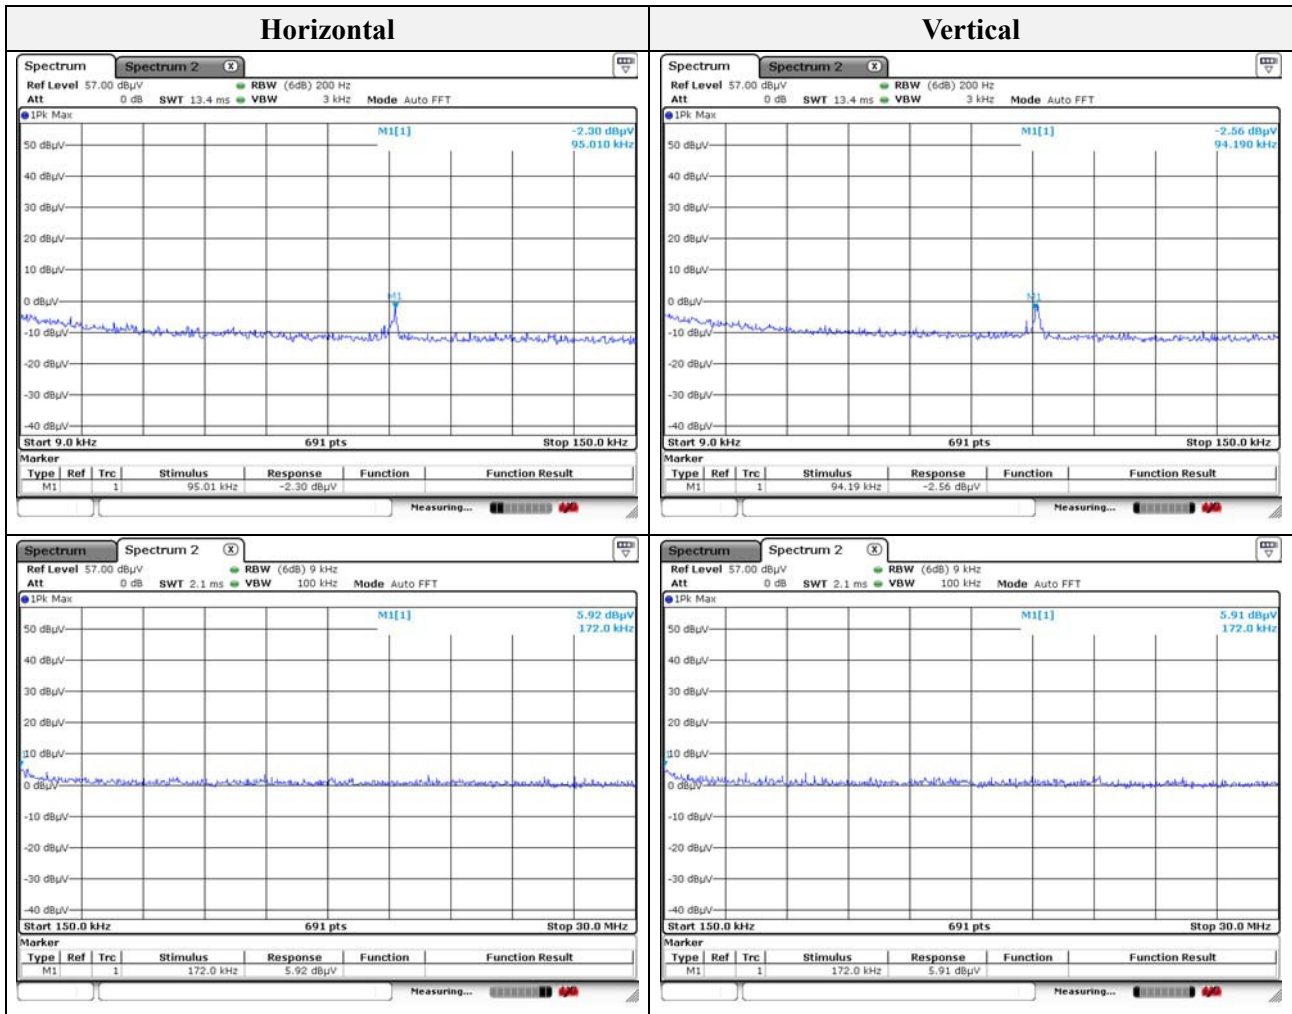 Horizontal
Vertical
Spectrum Spectrum 2 X
Ref Level 57.00 dBµV RBW (6dB) 200 Hz
Att 0 dB SWT 13.4 ms VBW 3 kHz Mode Auto FFT
1Pk Max
M1[1] -2.30 dBµV
95.010 kHz
50 dBµV
40 dBµV
30 dBµV
20 dBµV
10 dBµV
0 dBµV
M1
-10 dBµV
-20 dBµV
-30 dBµV
-40 dBµV
Start 9.0 kHz 691 pts Stop 150.0 kHz
Marker
Type Ref Trc Stimulus Response Function Function Result
M1 1 95.01 kHz -2.30 dBµV
Measuring...
Spectrum Spectrum 2 X
Ref Level 57.00 dBµV RBW (6dB) 200 Hz
Att 0 dB SWT 13.4 ms VBW 3 kHz Mode Auto FFT
1Pk Max
M1[1] -2.56 dBµV
94.190 kHz
50 dBµV
40 dBµV
30 dBµV
20 dBµV
10 dBµV
0 dBµV
M1
-10 dBµV
-20 dBµV
-30 dBµV
-40 dBµV
Start 9.0 kHz 691 pts Stop 150.0 kHz
Marker
Type Ref Trc Stimulus Response Function Function Result
M1 1 94.19 kHz -2.56 dBµV
Measuring...
Spectrum Spectrum 2 X
Ref Level 57.00 dBµV RBW (6dB) 9 kHz
Att 0 dB SWT 2.1 ms VBW 100 kHz Mode Auto FFT
1Pk Max
M1[1] 5.92 dBµV
172.0 kHz
50 dBµV
40 dBµV
30 dBµV
20 dBµV
10 dBµV
0 dBµV
-10 dBµV
-20 dBµV
-30 dBµV
-40 dBµV
Start 150.0 kHz 691 pts Stop 30.0 MHz
Marker
Type Ref Trc Stimulus Response Function Function Result
M1 1 172.0 kHz 5.92 dBµV
Measuring...
Spectrum Spectrum 2 X
Ref Level 57.00 dBµV RBW (6dB) 9 kHz
Att 0 dB SWT 2.1 ms VBW 100 kHz Mode Auto FFT
1Pk Max
M1[1] 5.91 dBµV
172.0 kHz
50 dBµV
40 dBµV
30 dBµV
20 dBµV
10 dBµV
0 dBµV
-10 dBµV
-20 dBµV
-30 dBµV
-40 dBµV
Start 150.0 kHz 691 pts Stop 30.0 MHz
Marker
Type Ref Trc Stimulus Response Function Function Result
M1 1 172.0 kHz 5.91 dBµV
Measuring...